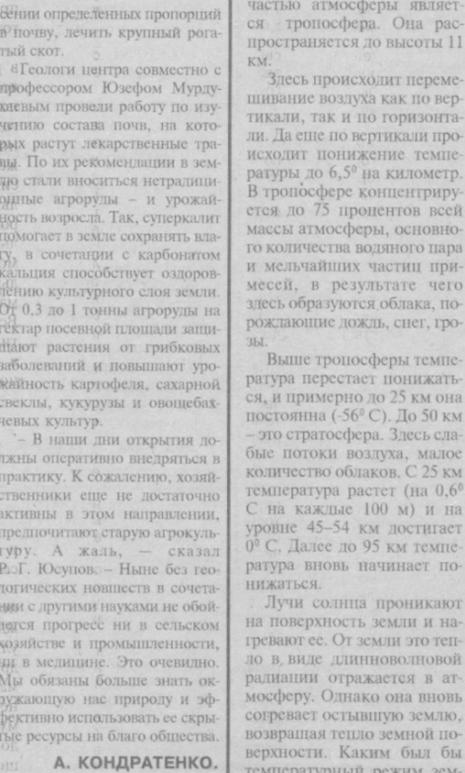 сении определенных пропорций
в почву, лечить крупный рога-
тый скот.
Геологи центра совместно с
профессором Юзефом Мурду-
хаевым провели работу по изу-
чению состава почв, на кото-
рых растут лекарственные тра-
вы. По их рекомендации в зем-
лю стали вноситься нетрадици-
онные агроруды – и урожай-
ность возросла. Так, суперкалит
помогает в земле сохранять вла-
гу, в сочетании с карбонатом
кальция способствует оздоров-
лению культурного слоя земли.
От 0,3 до 1 тонны агроруды на
гектар посевной площади защи-
щают растения от грибковых
заболеваний и повышают уро-
жайность картофеля, сахарной
свеклы, кукурузы и овощебах-
чевых культур.
– В наши дни открытия до-
лжны оперативно внедряться в
практику. К сожалению, хозяй-
ственники еще не достаточно
активны в этом направлении,
предпочитают старую агрокуль-
туру. А жаль, – сказал
Р. Г. Юсупов. – Ныне без гео-
логических новшеств в сочета-
нии с другими науками не обой-
дется прогресс ни в сельском
хозяйстве и промышленности,
ни в медицине. Это очевидно.
Мы обязаны больше знать ок-
ружающую нас природу и эф-
фективно использовать ее скры-
тые ресурсы на благо общества.
А. КОНДРАТЕНКО.
частью атмосферы являет-
ся тропосфера. Она рас-
пространяется до высоты 11
км.
Здесь происходит переме-
шивание воздуха как по вер-
тикали, так и по горизонта-
ли. Да еще по вертикали про-
исходит понижение темпе-
ратуры до 6,5⁰ на километр.
В тропосфере концентриру-
ется до 75 процентов всей
массы атмосферы, основно-
го количества водяного пара
и мельчайших частиц при-
месей, в результате чего
здесь образуются облака, по-
рождающие дождь, снег, гро-
зы.
Выше тропосферы темпе-
ратура перестает понижать-
ся, и примерно до 25 км она
постоянна (-56⁰ С). До 50 км
– это стратосфера. Здесь сла-
бые потоки воздуха, малое
количество облаков. С 25 км
температура растет (на 0,6⁰
С на каждые 100 м) и на
уровне 45–54 км достигает
0⁰ С. Далее до 95 км темпе-
ратура вновь начинает по-
нижаться.
Лучи солнца проникают
на поверхность земли и на-
гревают ее. От земли это теп-
ло в виде длинноволновой
радиации отражается в ат-
мосферу. Однако она вновь
согревает остывшую землю,
возвращая тепло земной по-
верхности. Каким был бы
температурный режим зем-